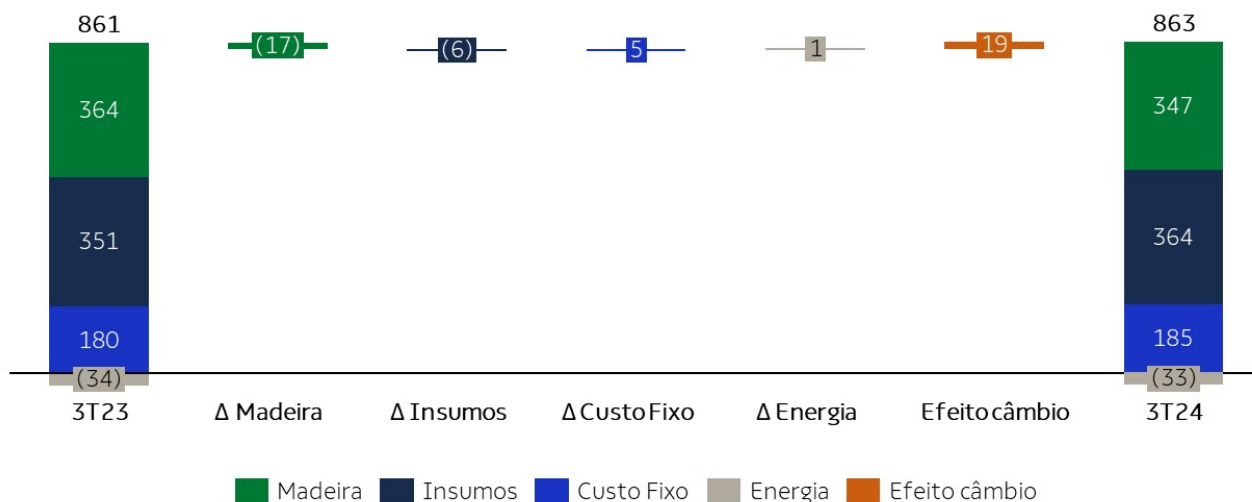 861
863
(17)
(6)
5
1
19
364
347
351
364
180
185
(34)
(33)
3T23
Δ Madeira
Δ Insumos
Δ Custo Fixo
Δ Energia
Efeito câmbio
3T24
Madeira
Insumos
Custo Fixo
Energia
Efeito câmbio